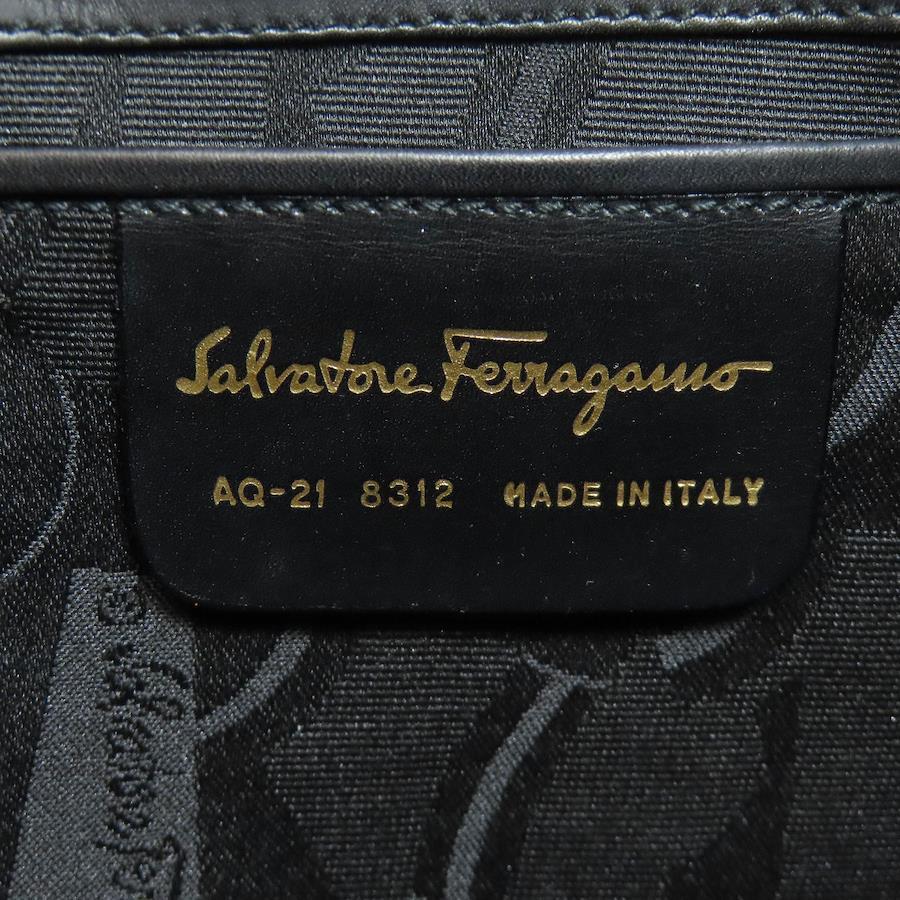 Salvatore Ferragamo
AQ-21 8312 MADE IN ITALY